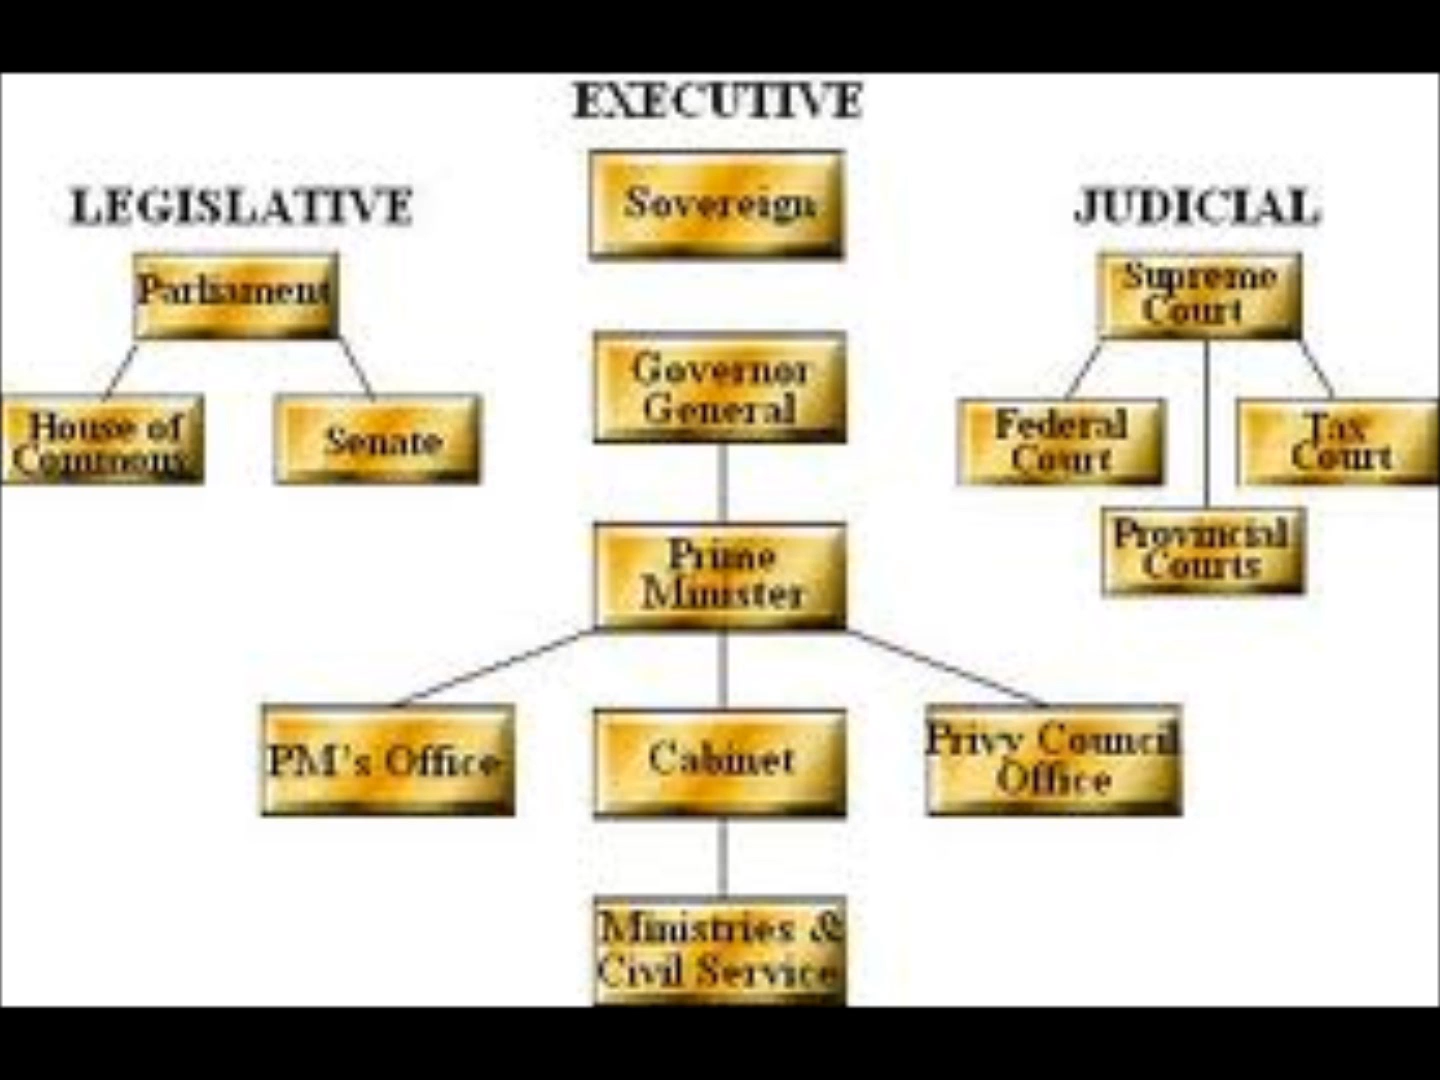 EXECUTIVE
Sovereign
LEGISLATIVE
JUDICIAL
Parliament
Supreme
Court
Governor
General
House of
Commons
Senate
Federal
Court
Tax
Court
Provincial
Courts
Prime
Minister
PM's Office
Cabinet
Privy Council
Office
Ministries &
Civil Service